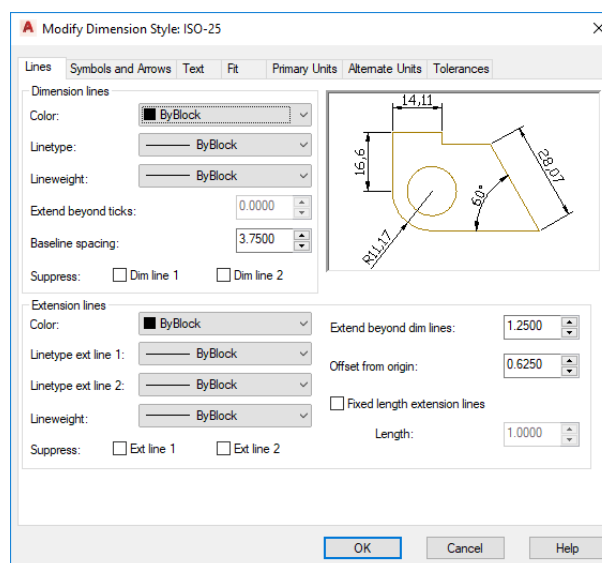 Modify Dimension Style: ISO-25
Lines Symbols and Arrows Text Fit Primary Units Alternate Units Tolerances
Dimension lines
Color: ByBlock
Linetype: ByBlock
Lineweight: ByBlock
Extend beyond ticks: 0.0000
Baseline spacing: 3.7500
Suppress: Dim line 1 Dim line 2
14,11
16,6
28,07
60°
R11,17
Extension lines
Color: ByBlock
Linetype ext line 1: ByBlock
Linetype ext line 2: ByBlock
Lineweight: ByBlock
Suppress: Ext line 1 Ext line 2
Extend beyond dim lines: 1.2500
Offset from origin: 0.6250
Fixed length extension lines
Length: 1.0000
OK Cancel Help